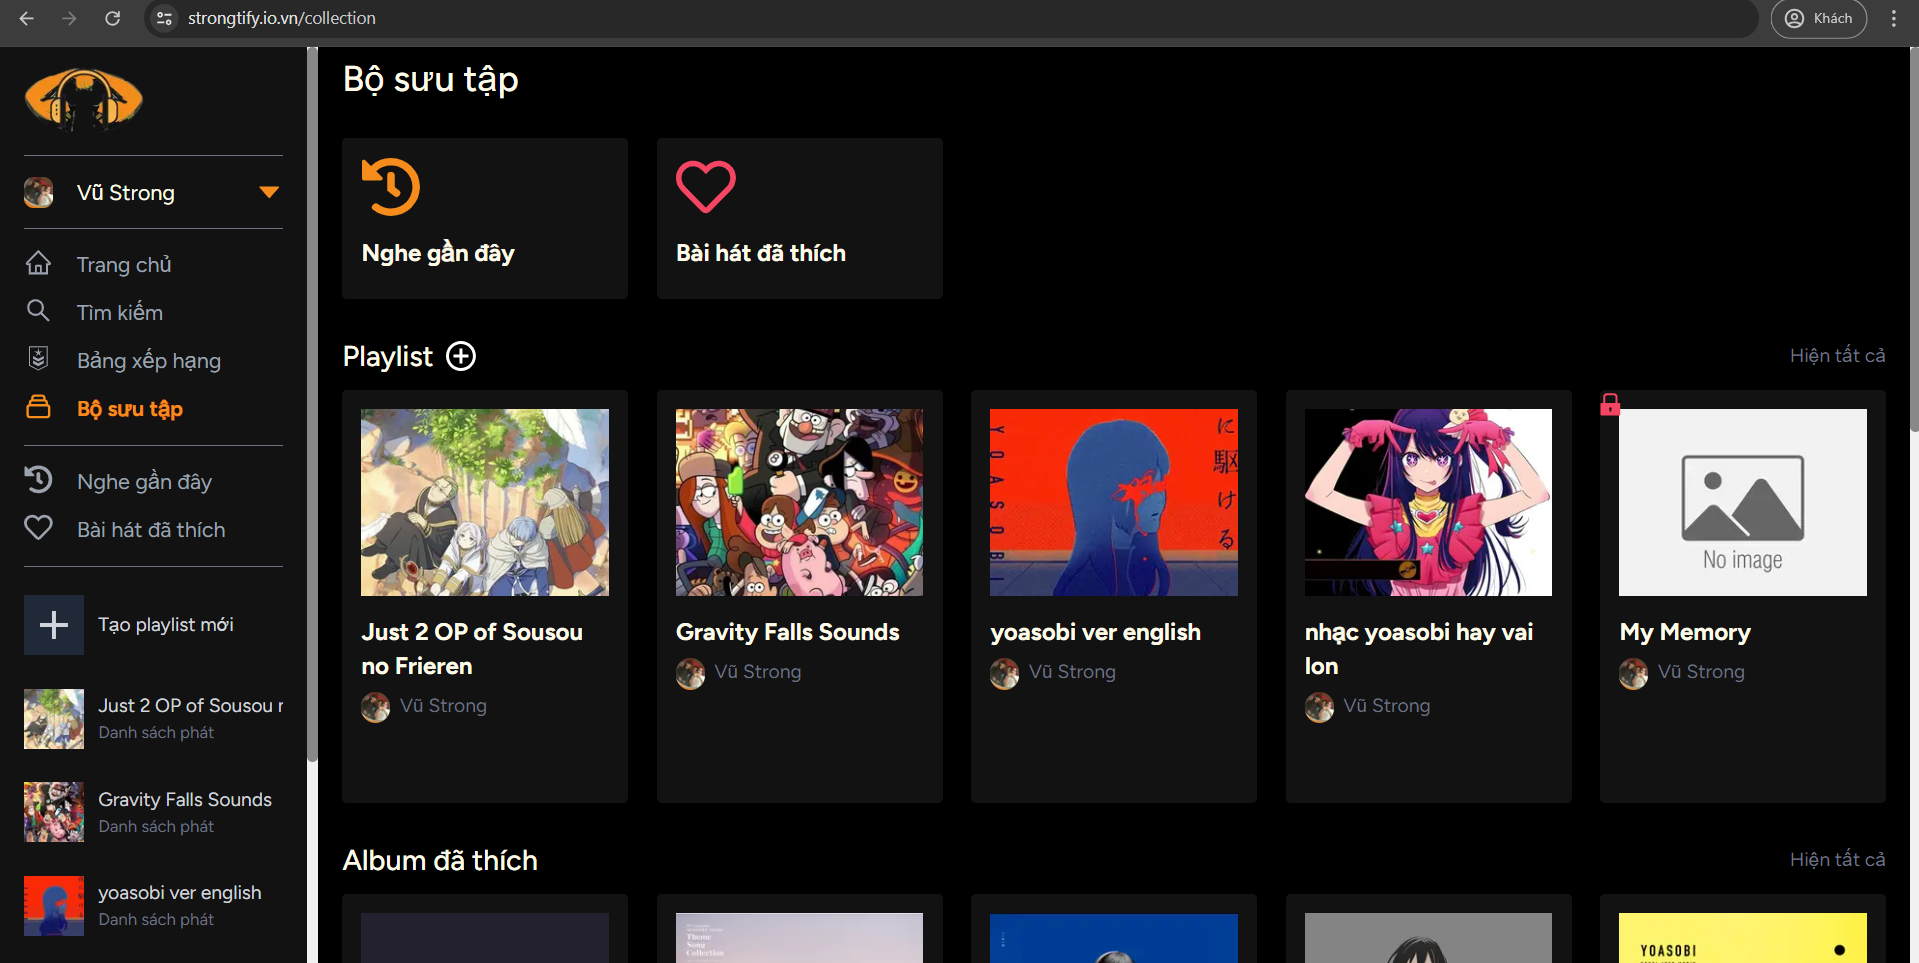 strongtify.io.vn/collection
Khách
Vũ Strong
Trang chủ
Tìm kiếm
Bảng xếp hạng
Bộ sưu tập
Nghe gần đây
Bài hát đã thích
Tạo playlist mới
Just 2 OP of Sousou
Danh sách phát
Gravity Falls Sounds
Danh sách phát
yoasobi ver english
Danh sách phát
Bộ sưu tập
Nghe gần đây
Bài hát đã thích
Playlist
Hiện tất cả
Just 2 OP of Sousou
no Frieren
Vũ Strong
Gravity Falls Sounds
Vũ Strong
YOASOBI
に駆ける
yoasobi ver english
Vũ Strong
nhạc yoasobi hay vai
lon
Vũ Strong
No image
My Memory
Vũ Strong
Album đã thích
Hiện tất cả
Theme
Song
Collection
YOASOBI